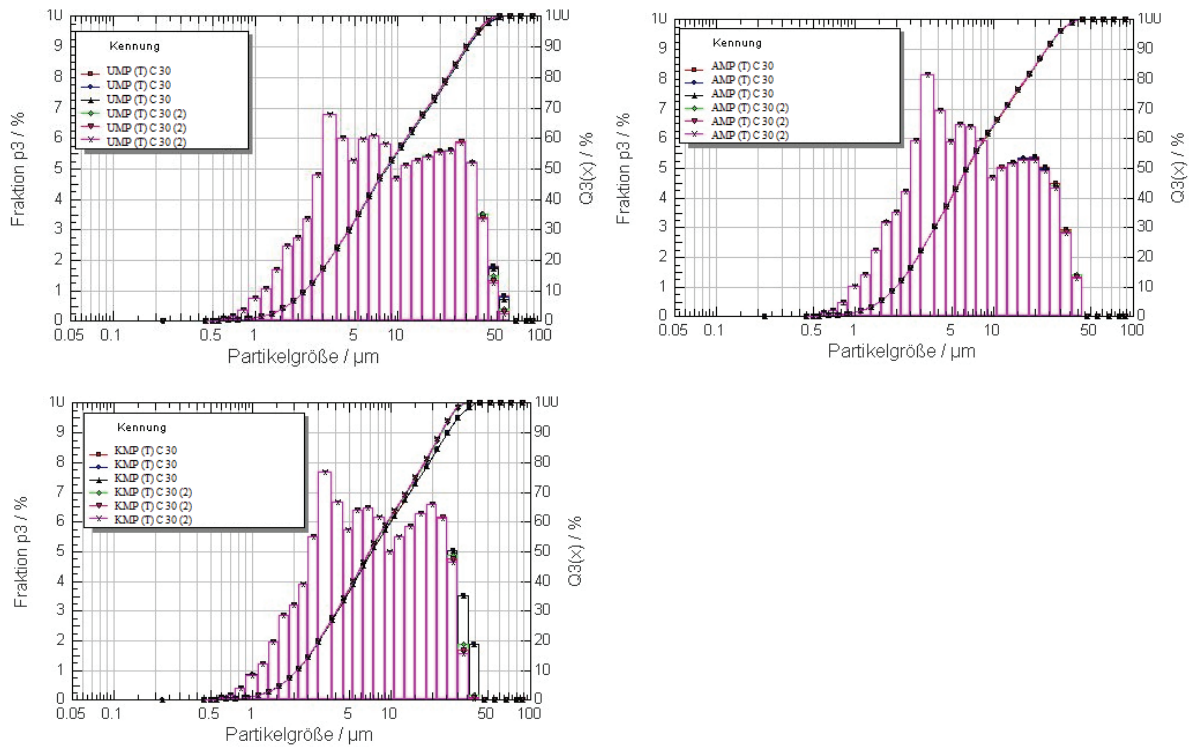 10
9
8
7
6
5
4
3
2
1
0
Fraktion p3 / %
Kennung
UMP (T) C 30
UMP (T) C 30
UMP (T) C 30
UMP (T) C 30 (2)
UMP (T) C 30 (2)
UMP (T) C 30 (2)
100
90
80
70
60
50
40
30
20
10
0
Q3(x) / %
0.05 0.1 0.5 1 5 10 50 100
Partikelgröße / µm
10
9
8
7
6
5
4
3
2
1
0
Fraktion p3 / %
Kennung
AMP (T) C 30
AMP (T) C 30
AMP (T) C 30
AMP (T) C 30 (2)
AMP (T) C 30 (2)
AMP (T) C 30 (2)
100
90
80
70
60
50
40
30
20
10
0
Q3(x) / %
0.05 0.1 0.5 1 5 10 50 100
Partikelgröße / µm
10
9
8
7
6
5
4
3
2
1
0
Fraktion p3 / %
Kennung
KMP (T) C 30
KMP (T) C 30
KMP (T) C 30
KMP (T) C 30 (2)
KMP (T) C 30 (2)
KMP (T) C 30 (2)
100
90
80
70
60
50
40
30
20
10
0
Q3(x) / %
0.05 0.1 0.5 1 5 10 50 100
Partikelgröße / µm